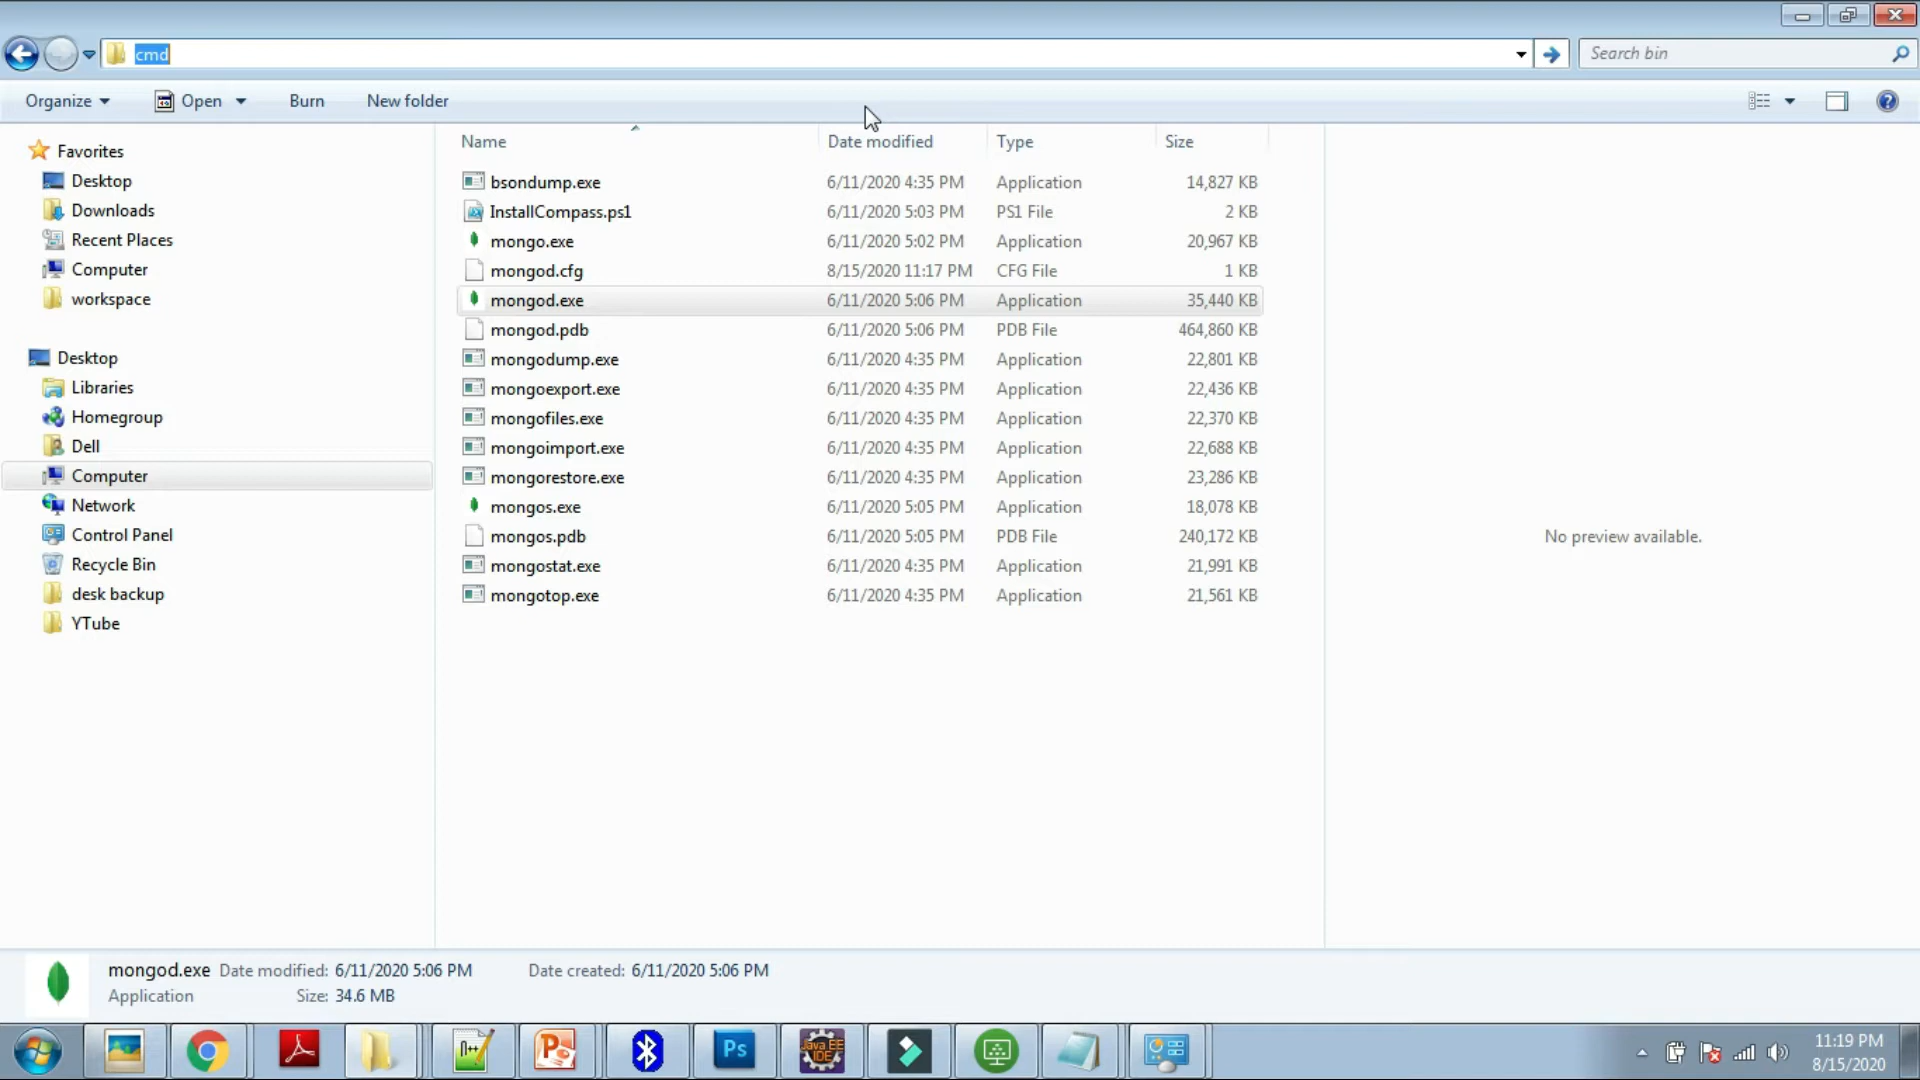 cmd
Search bin
Organize
Open
Burn
New folder
Name Date modified Type Size
Favorites
Desktop
Downloads
Recent Places
Computer
workspace
Desktop
Libraries
Homegroup
Dell
Computer
Network
Control Panel
Recycle Bin
desk backup
YTube
bsondump.exe 6/11/2020 4:35 PM Application 14,827 KB
InstallCompass.ps1 6/11/2020 5:03 PM PS1 File 2 KB
mongo.exe 6/11/2020 5:02 PM Application 20,967 KB
mongod.cfg 8/15/2020 11:17 PM CFG File 1 KB
mongod.exe 6/11/2020 5:06 PM Application 35,440 KB
mongod.pdb 6/11/2020 5:06 PM PDB File 464,860 KB
mongodump.exe 6/11/2020 4:35 PM Application 22,801 KB
mongoexport.exe 6/11/2020 4:35 PM Application 22,436 KB
mongofiles.exe 6/11/2020 4:35 PM Application 22,370 KB
mongoimport.exe 6/11/2020 4:35 PM Application 22,688 KB
mongorestore.exe 6/11/2020 4:35 PM Application 23,286 KB
mongos.exe 6/11/2020 5:05 PM Application 18,078 KB
mongos.pdb 6/11/2020 5:05 PM PDB File 240,172 KB
mongostat.exe 6/11/2020 4:35 PM Application 21,991 KB
mongotop.exe 6/11/2020 4:35 PM Application 21,561 KB
No preview available.
mongod.exe Date modified: 6/11/2020 5:06 PM Date created: 6/11/2020 5:06 PM
Application Size: 34.6 MB
n++
P
Ps
Java EE
IDE
11:19 PM
8/15/2020